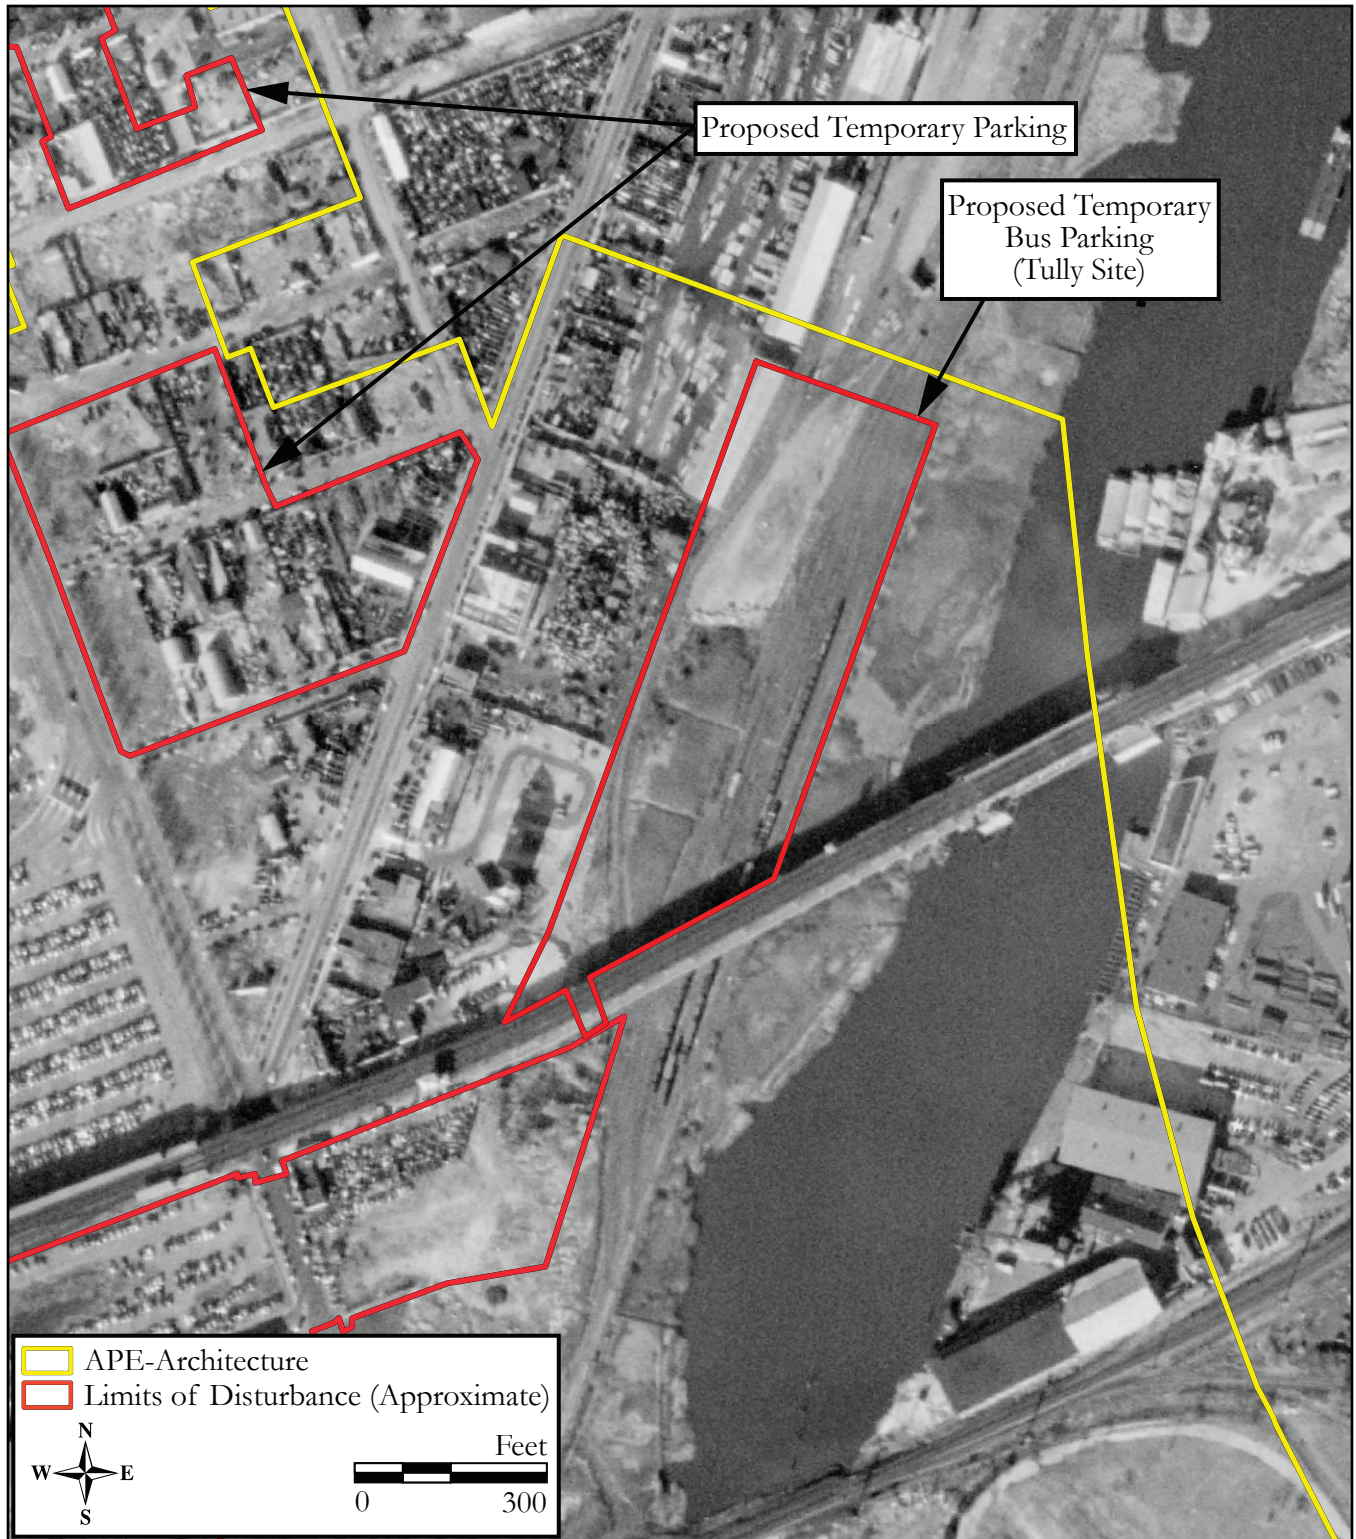 Proposed Temporary Parking
Proposed Temporary
Bus Parking
(Tully Site)
APE-Architecture
Limits of Disturbance (Approximate)
N
W E
S
Feet
0 300